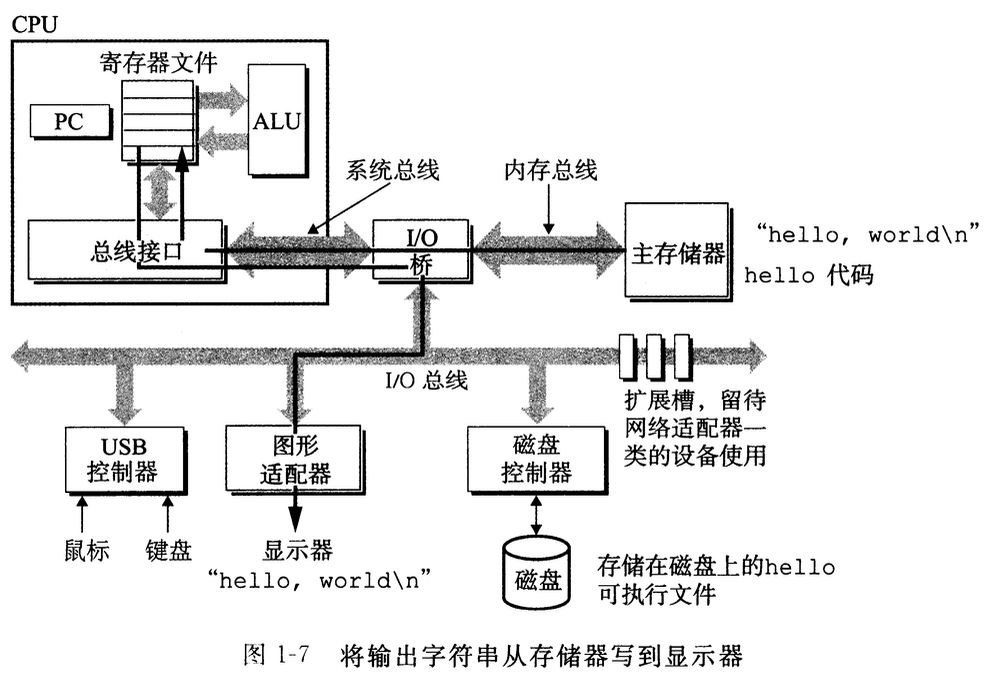 CPU
寄存器文件
PC
ALU
系统总线
内存总线
总线接口
I/O
桥
主存储器
“hello, world\n”
hello 代码
I/O 总线
扩展槽，留待
网络适配器一
类的设备使用
USB
控制器
图形
适配器
磁盘
控制器
鼠标
键盘
显示器
“hello, world\n”
磁盘
存储在磁盘上的hello
可执行文件
图 1-7 将输出字符串从存储器写到显示器